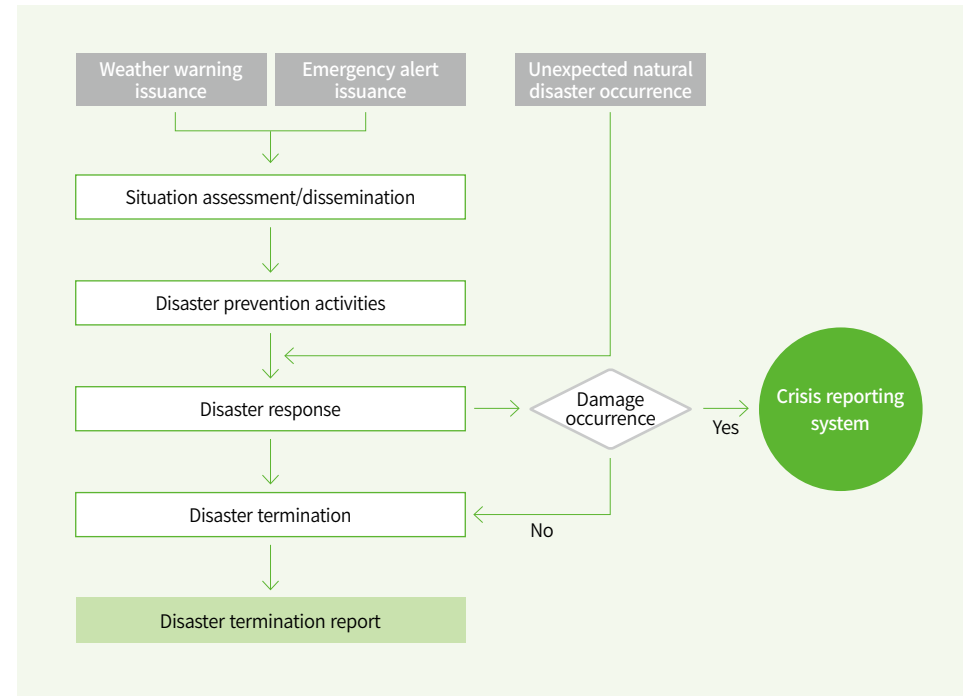 Weather warning
issuance
Emergency alert
issuance
Unexpected natural
disaster occurrence
Situation assessment/dissemination
Disaster prevention activities
Disaster response
Damage
occurrence
Yes
Crisis reporting
system
Disaster termination
No
Disaster termination report